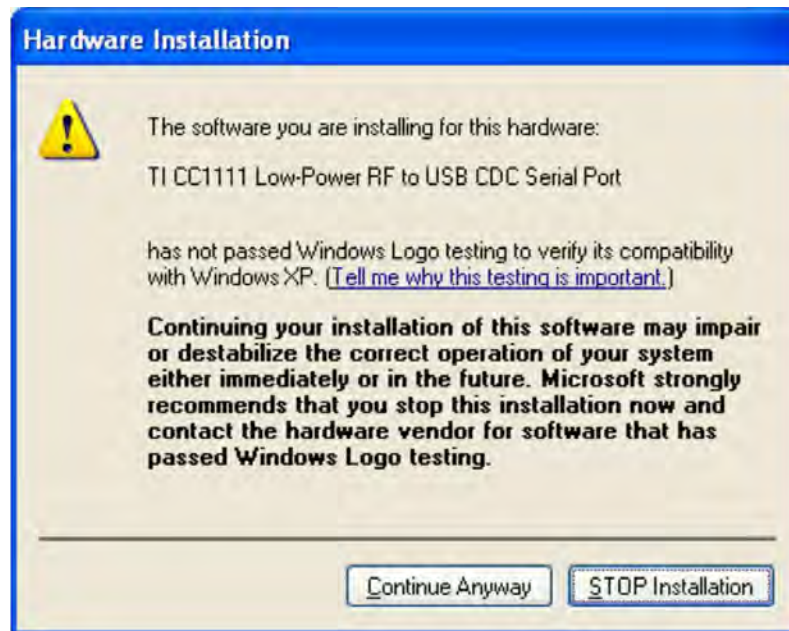 Hardware Installation
The software you are installing for this hardware:
TI CC1111 Low-Power RF to USB CDC Serial Port
has not passed Windows Logo testing to verify its compatibility
with Windows XP. (Tell me why this testing is important.)
Continuing your installation of this software may impair
or destabilize the correct operation of your system
either immediately or in the future. Microsoft strongly
recommends that you stop this installation now and
contact the hardware vendor for software that has
passed Windows Logo testing.
Continue Anyway
STOP Installation